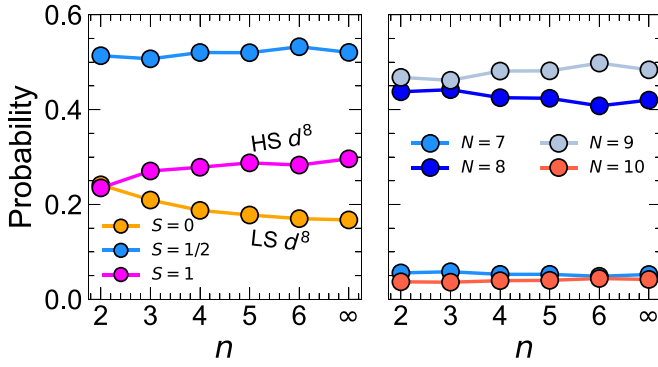 Probability
0.6
0.4
0.2
0.0
HS d⁸
LS d⁸
S = 0
S = 1/2
S = 1
2 3 4 5 6 ∞
n
N = 7
N = 8
N = 9
N = 10
2 3 4 5 6 ∞
n